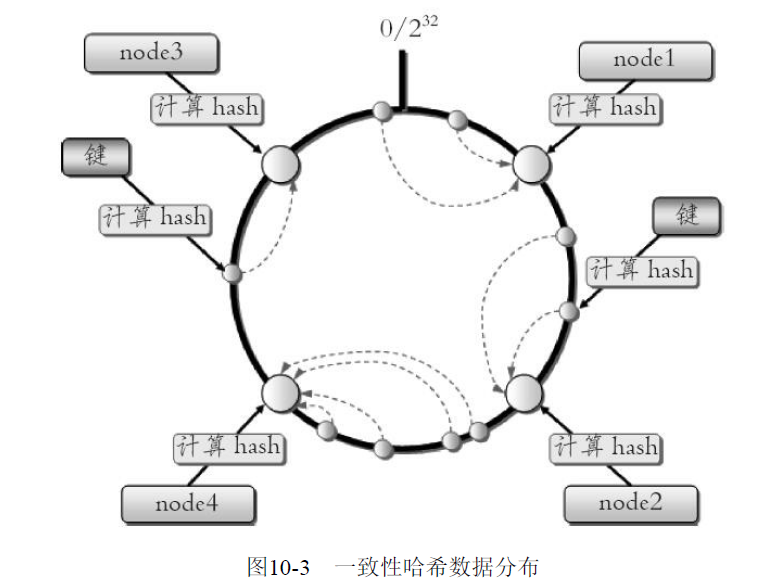 0/2³²
node3
node1
计算 hash
计算 hash
键
计算 hash
键
计算 hash
计算 hash
计算 hash
node4
node2
图10-3 一致性哈希数据分布